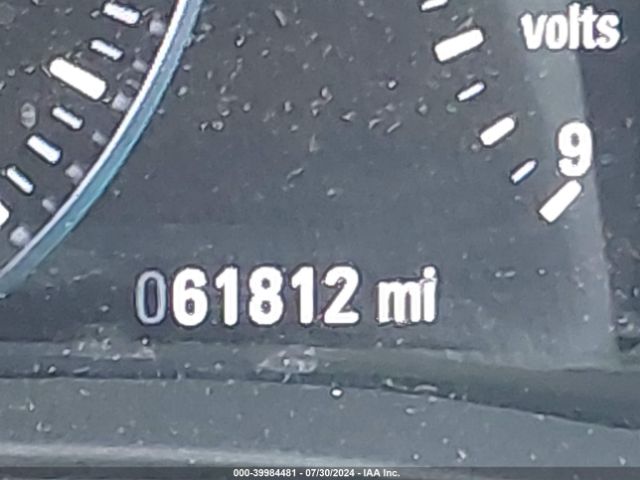 volts
9
061812 mi
000-39984481 - 07/30/2024 - IAA Inc.